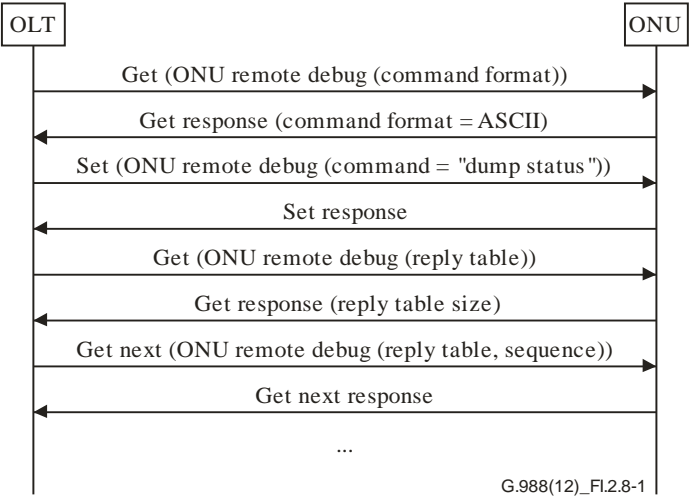 OLT
ONU
Get (ONU remote debug (command format))
Get response (command format = ASCII)
Set (ONU remote debug (command = "dump status"))
Set response
Get (ONU remote debug (reply table))
Get response (reply table size)
Get next (ONU remote debug (reply table, sequence))
Get next response
...
G.988(12)_FI.2.8-1